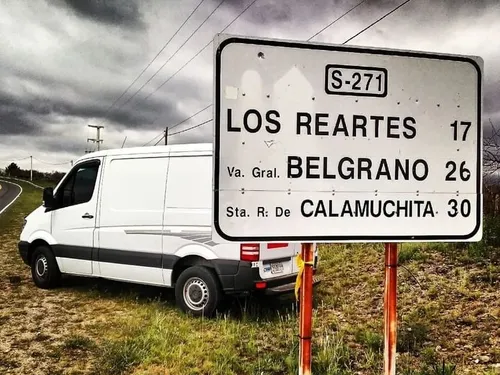 S-271
LOS REARTES 17
Va. Gral. BELGRANO 26
Sta. R. De CALAMUCHITA 30